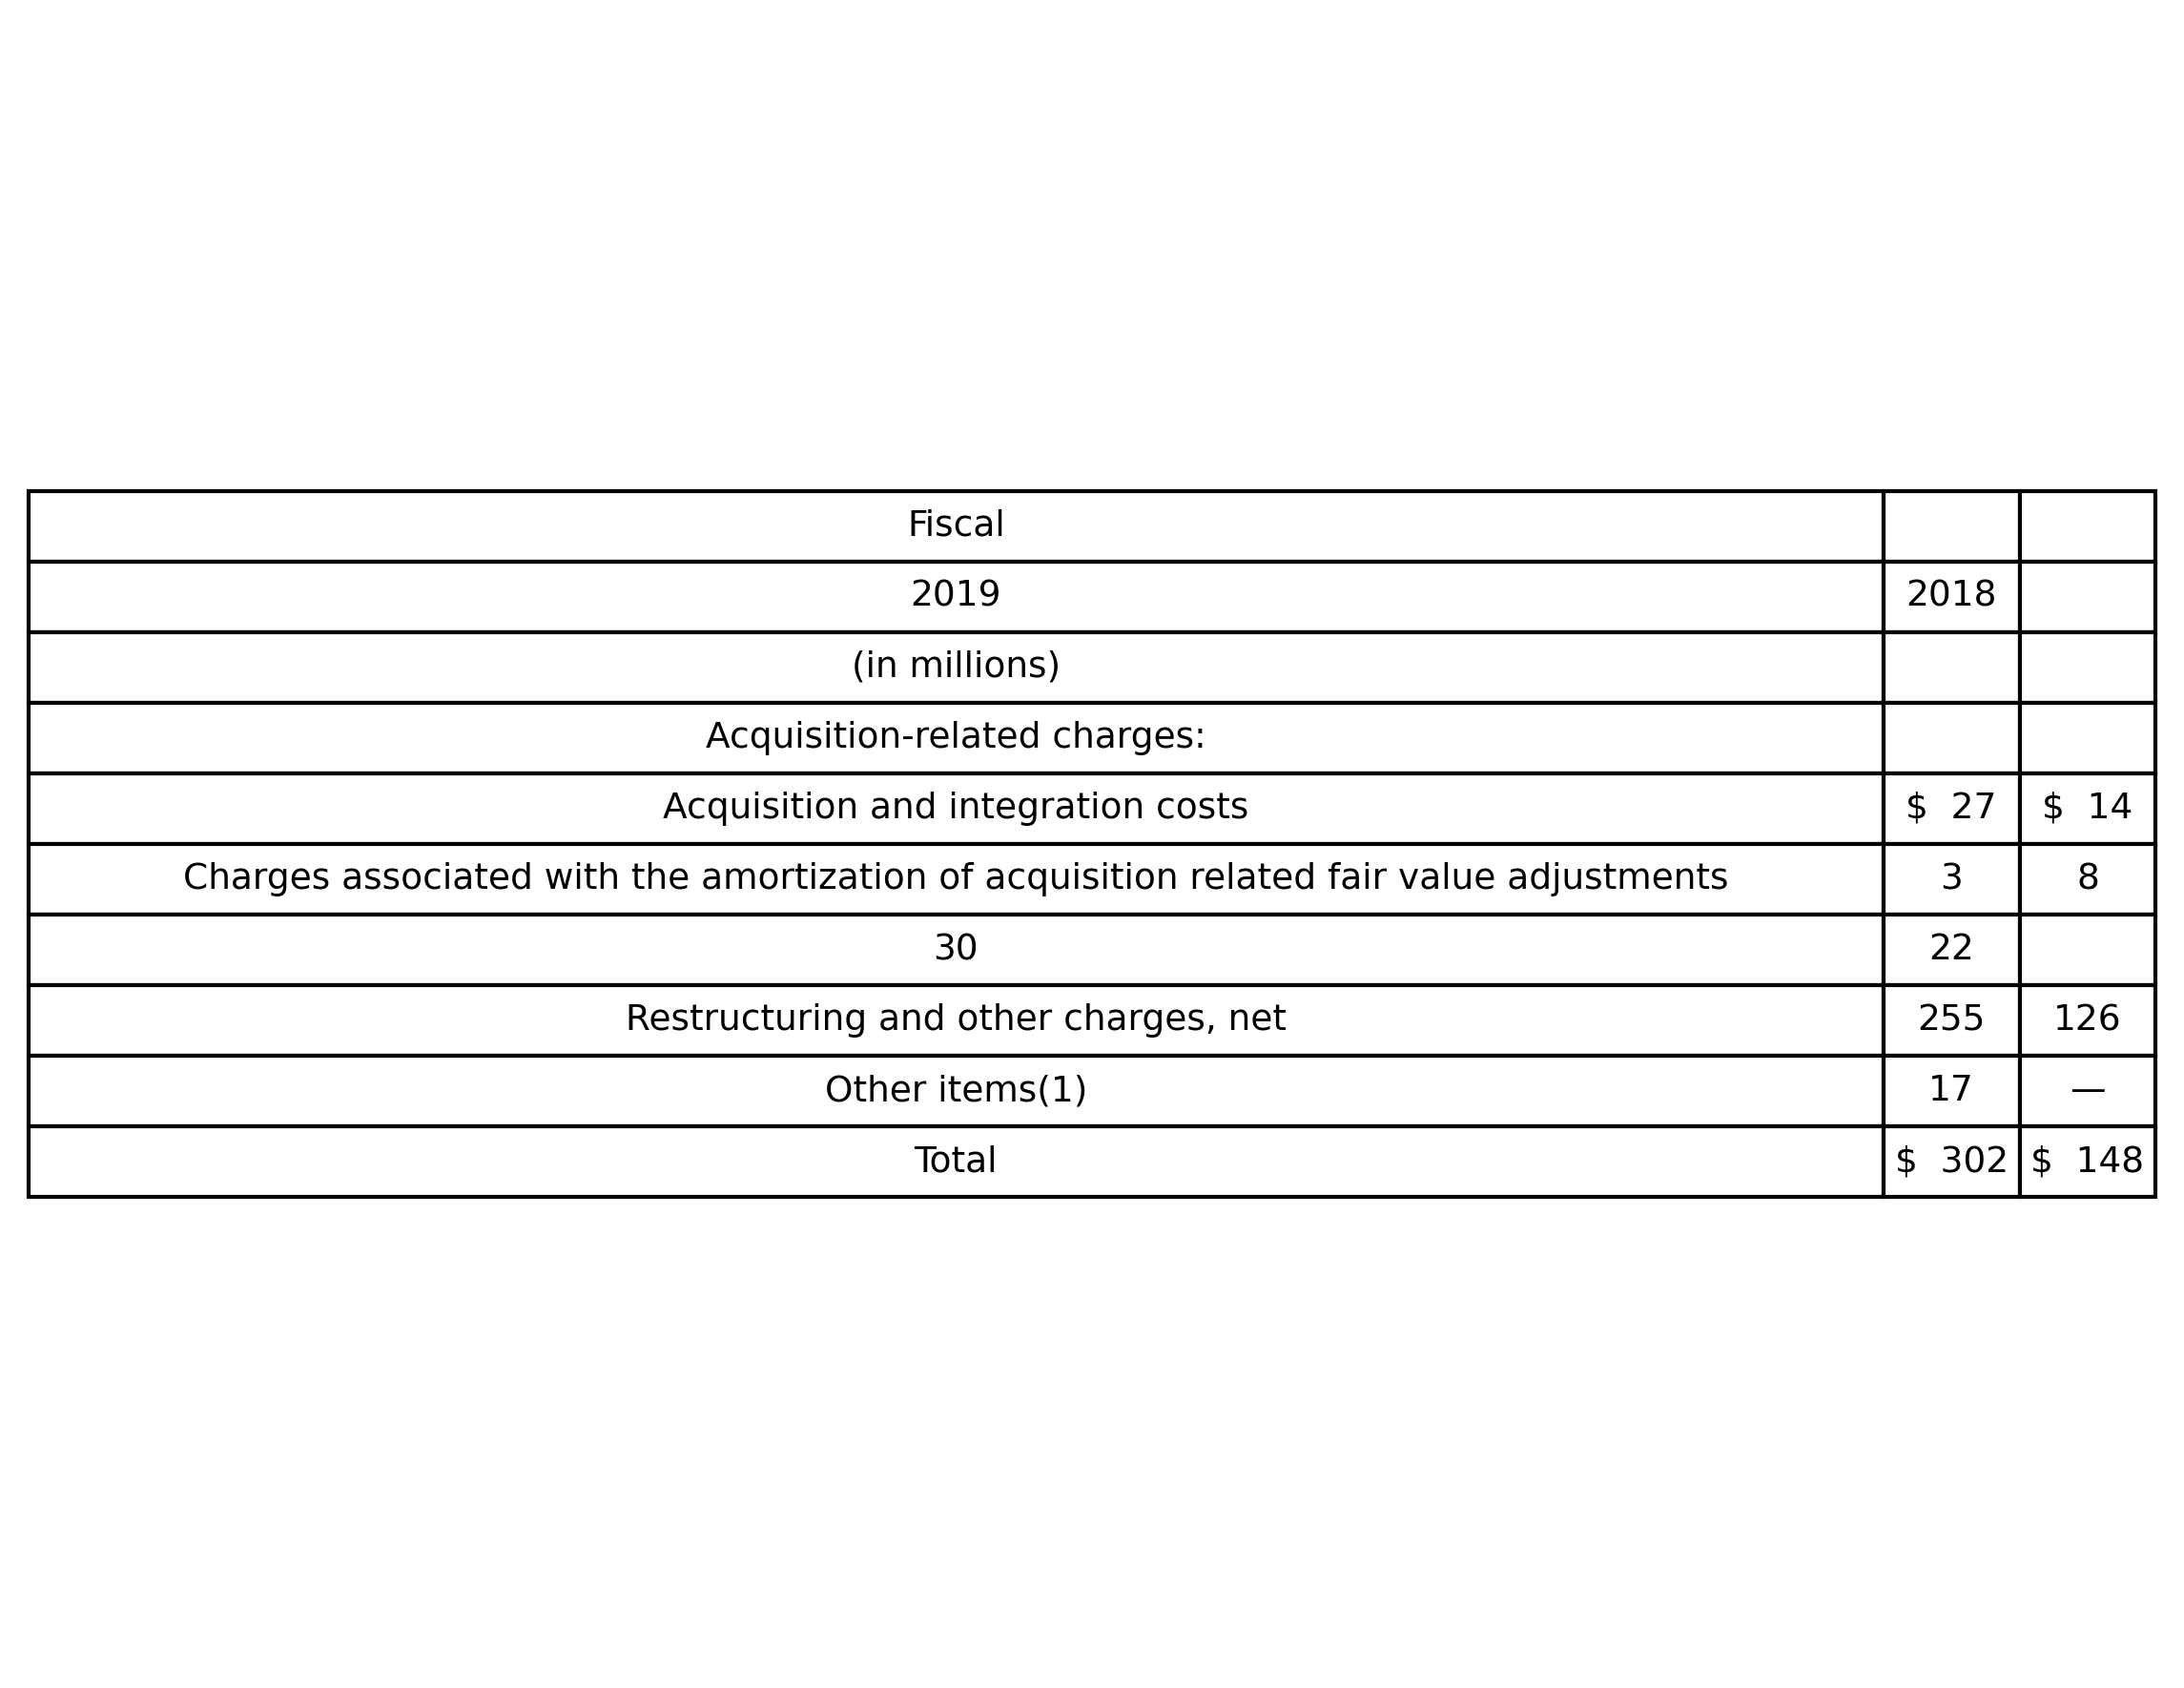 Fiscal
2019 2018
(in millions)
Acquisition-related charges:
Acquisition and integration costs $ 27 $ 14
Charges associated with the amortization of acquisition related fair value adjustments 3 8
30 22
Restructuring and other charges, net 255 126
Other items(1) 17 —
Total $ 302 $ 148